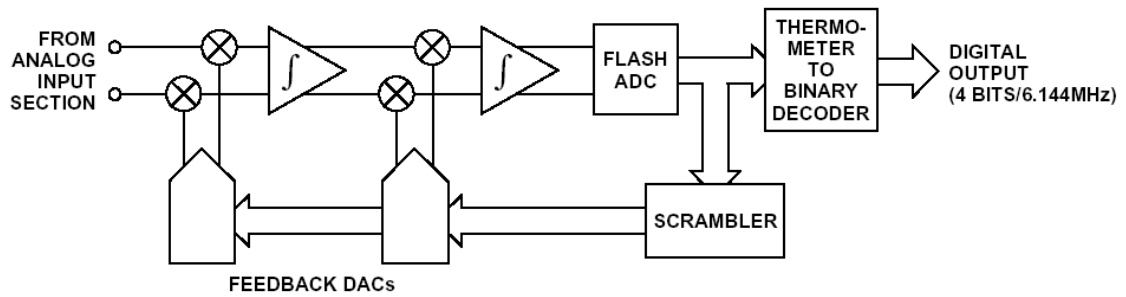 FROM
ANALOG
INPUT
SECTION
∫
∫
FLASH
ADC
THERMO-
METER
TO
BINARY
DECODER
DIGITAL
OUTPUT
(4 BITS/6.144MHz)
SCRAMBLER
FEEDBACK DACs